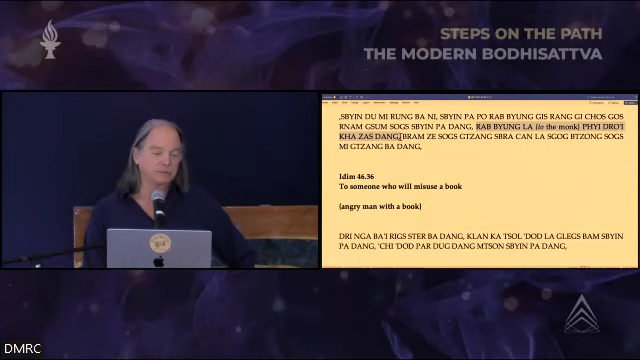 STEPS ON THE PATH
THE MODERN BODHISATTVA
,SBYIN DU MI RUNG BA NI, SBYIN PA PO RAB BYUNG GIS RANG GI CHOS GOS
RNAM GSUM SOGS SBYIN PA DANG, RAB BYUNG LA {to the monk} PHYI DRO'I
KHA ZAS DANG, BRAM ZE SOGS GTZANG SBRA CAN LA SGOG BTZONG SOGS
MI GTZANG BA DANG,
Idim 46.36
To someone who will misuse a book
{angry man with a book}
DRI NGA BA'I RIGS STER BA DANG, KLAN KA TSOL 'DOD LA GLEGS BAM SBYIN
PA DANG, 'CHI 'DOD PAR DUG DANG MTSON SBYIN PA DANG,
DMRC